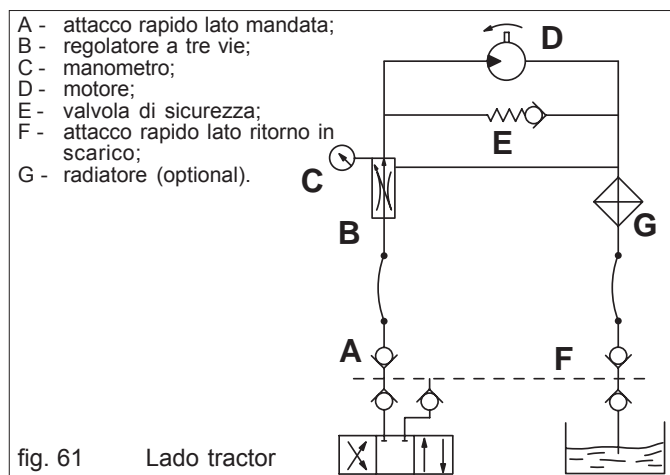 A - attacco rapido lato mandata;
B - regolatore a tre vie;
C - manometro;
D - motore;
E - valvola di sicurezza;
F - attacco rapido lato ritorno in
scarico;
G - radiatore (optional).
D
E
C
B
G
A
F
fig. 61 Lado tractor